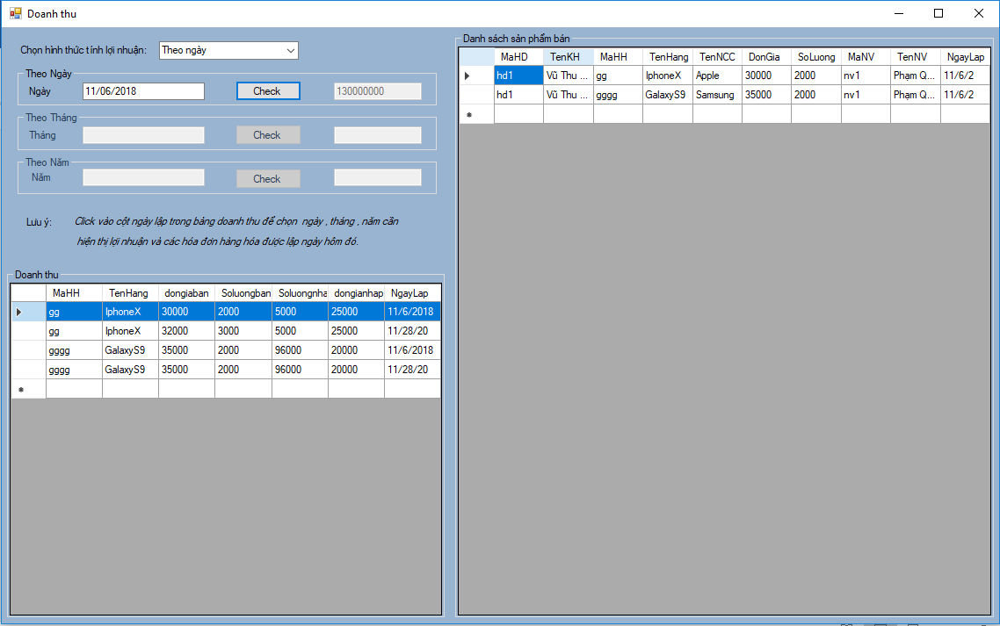 Doanh thu
Chọn hình thức tính lợi nhuận: Theo ngày
Theo Ngày
Ngày 11/06/2018 Check 130000000
Theo Tháng
Tháng Check
Theo Năm
Năm Check
Lưu ý: Click vào cột ngày lập trong bảng doanh thu để chọn ngày , tháng , năm cần
hiện thị lợi nhuận và các hóa đơn hàng hóa được lập ngày hôm đó.
Doanh thu
MaHH TenHang dongiaban Soluongban Soluongnha dongianhap NgayLap
gg IphoneX 30000 2000 5000 25000 11/6/2018
gg IphoneX 32000 3000 5000 25000 11/28/20
gggg GalaxyS9 35000 2000 96000 20000 11/6/2018
gggg GalaxyS9 35000 2000 96000 20000 11/28/20
Danh sách sản phẩm bán
MaHD TenKH MaHH TenHang TenNCC DonGia SoLuong MaNV TenNV NgayLap
hd1 Vũ Thu ... gg IphoneX Apple 30000 2000 nv1 Phạm Q... 11/6/2
hd1 Vũ Thu ... gggg GalaxyS9 Samsung 35000 2000 nv1 Phạm Q... 11/6/2